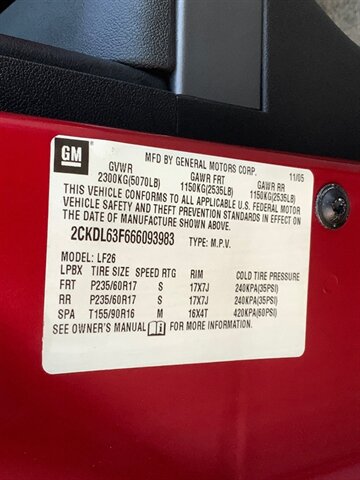 GM
MFD BY GENERAL MOTORS CORP. 11/05
GVWR GAWR FRT GAWR RR
2300KG(5070LB) 1150KG(2535LB) 1150KG(2535LB)
THIS VEHICLE CONFORMS TO ALL APPLICABLE U.S. FEDERAL MOTOR
VEHICLE SAFETY, BUMPER, AND THEFT PREVENTION STANDARDS IN EFFECT ON
THE DATE OF MANUFACTURE SHOWN ABOVE.
2CKDL63F666093983 TYPE: M.P.V.
MODEL: LF26
LPBX TIRE SIZE SPEED RTG RIM COLD TIRE PRESSURE
FRT P235/60R17 S 17X7J 240KPA(35PSI)
RR P235/60R17 S 17X7J 240KPA(35PSI)
SPA T155/90R16 M 16X4T 420KPA(60PSI)
SEE OWNER'S MANUAL FOR MORE INFORMATION.